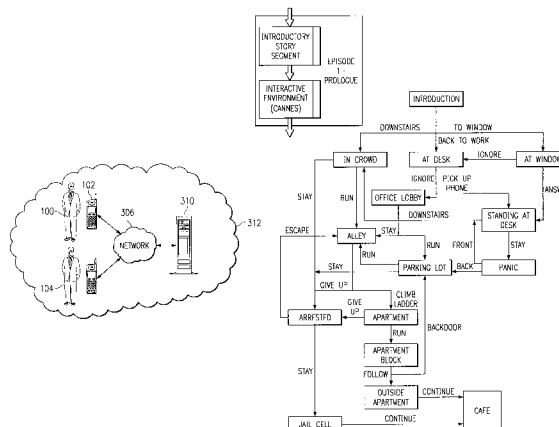 INTRODUCTORY
STORY
SEGMENT
EPISODE
1 -
PROLOGUE
INTERACTIVE
ENVIRONMENT
(CANNES)
INTRODUCTION
DOWNSTAIRS
TO WINDOW
BACK TO WORK
IN CROWD
AT DESK
IGNORE
AT WINDOW
IGNORE
PICK UP
PHONE
ANSW
STAY
RUN
OFFICE LOBBY
DOWNSTAIRS
STANDING AT
DESK
ESCAPE
ALLEY
STAY
RUN
FRONT
STAY
RUN
STAY
PARKING LOT
BACK
PANIC
GIVE UP
CLIMB
LADDER
BACKDOOR
ARRESTED
GIVE
UP
APARTMENT
RUN
APARTMENT
BLOCK
STAY
FOLLOW
OUTSIDE
APARTMENT
CONTINUE
CAFE
JAIL CELL
CONTINUE
102
306
310
312
100
NETWORK
104